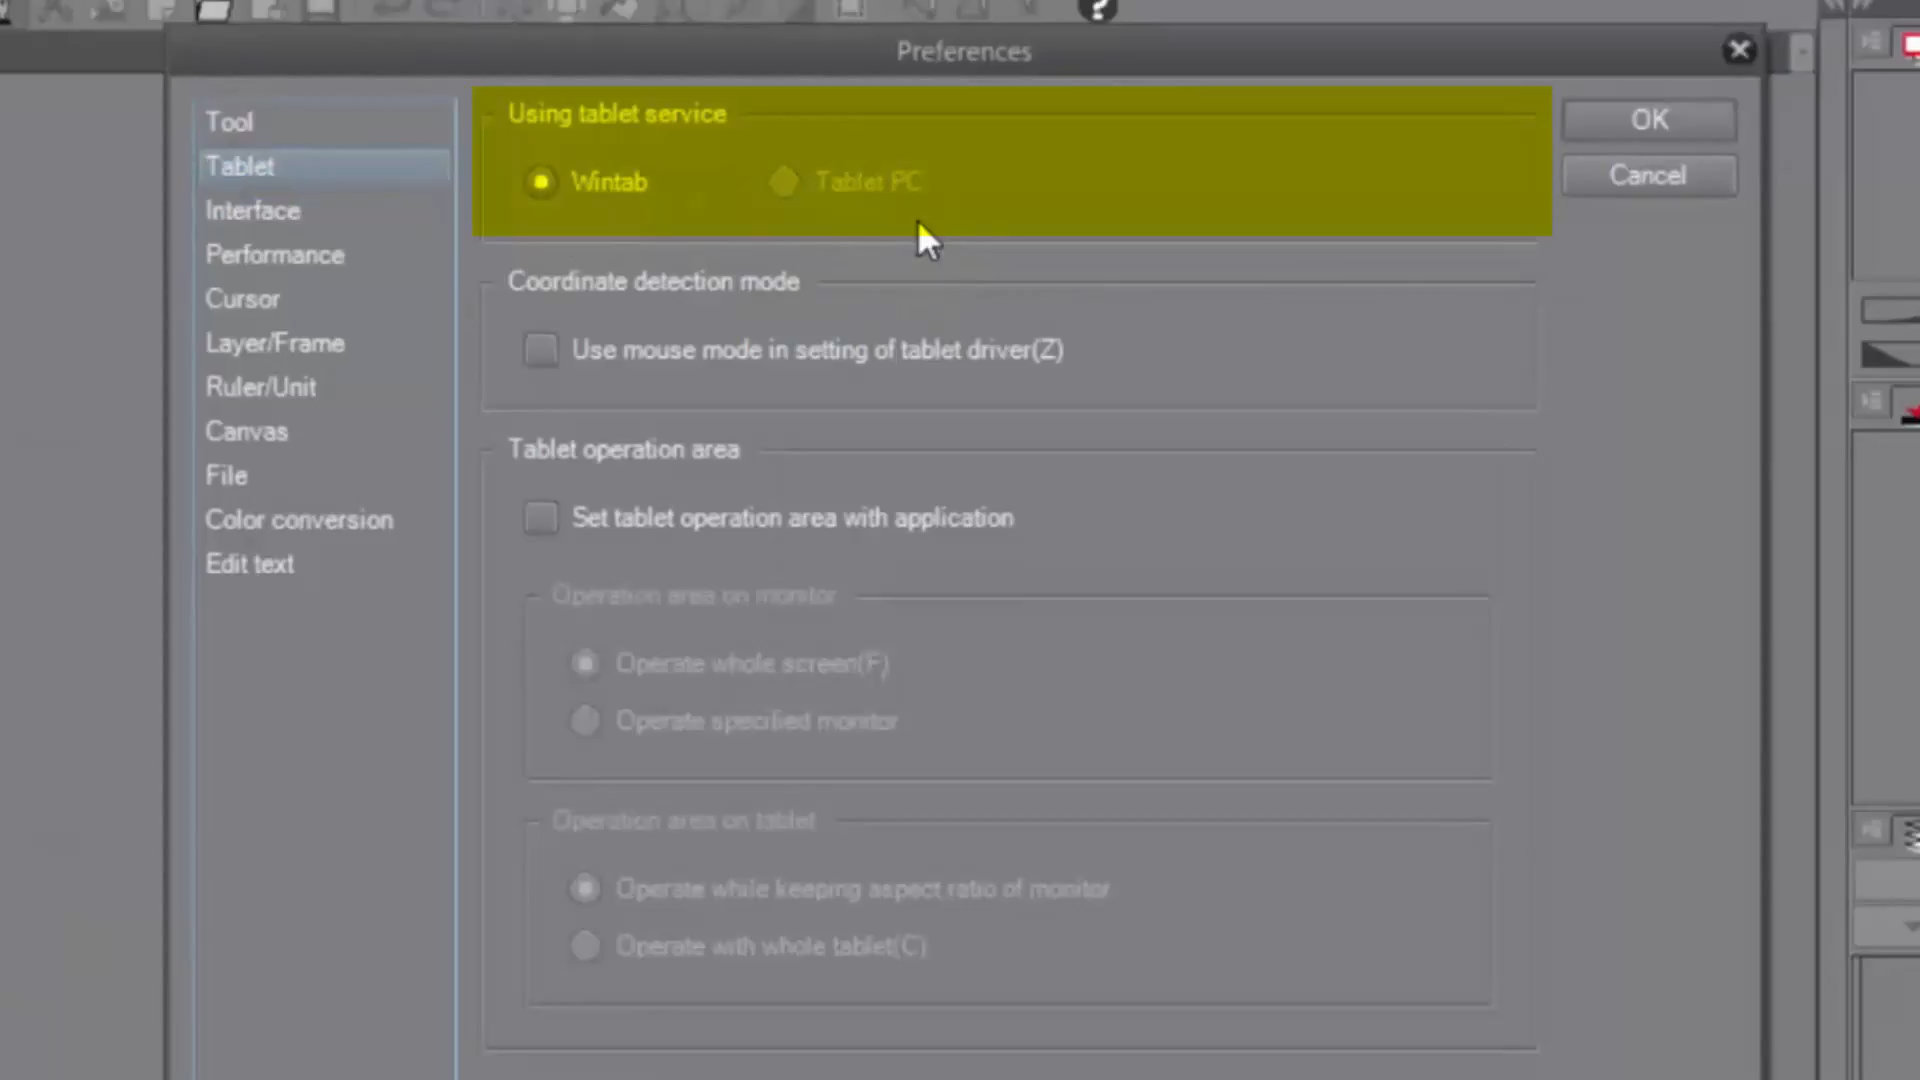 Preferences
Tool
Tablet
Interface
Performance
Cursor
Layer/Frame
Ruler/Unit
Canvas
File
Color conversion
Edit text
Using tablet service
Wintab
Tablet PC
OK
Cancel
Coordinate detection mode
Use mouse mode in setting of tablet driver(Z)
Tablet operation area
Set tablet operation area with application
Operation area on monitor
Operate whole screen(F)
Operate specified monitor
Operation area on tablet
Operate while keeping aspect ratio of monitor
Operate with whole tablet(C)